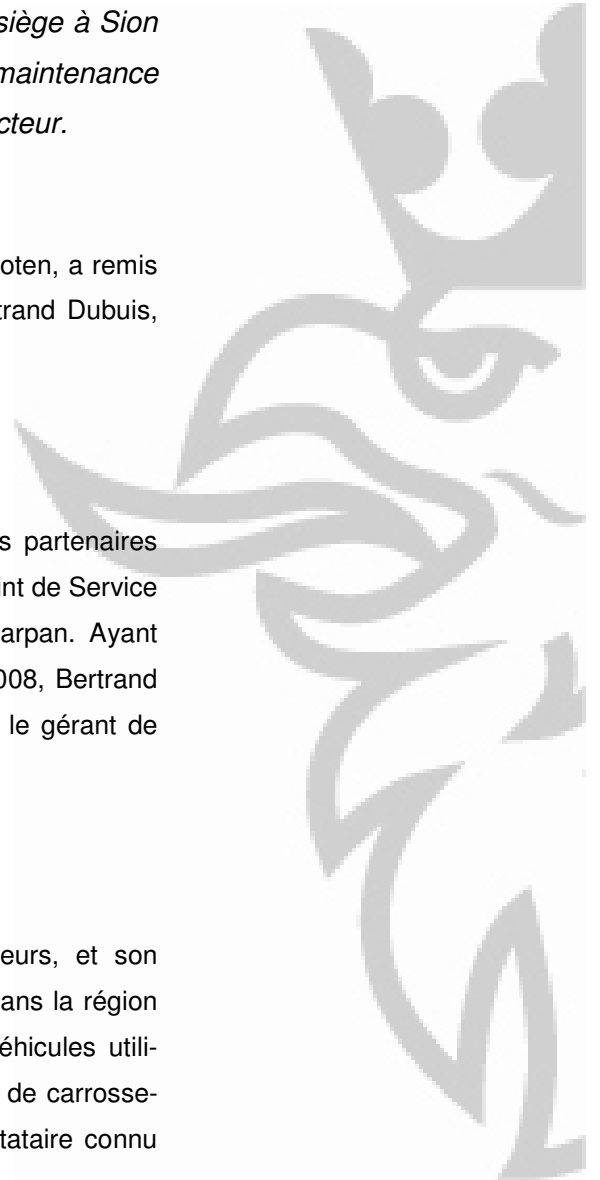 siège à Sion
maintenance
cteur.
oten, a remis
trand Dubuis,
s partenaires
int de Service
arpan. Ayant
008, Bertrand
le gérant de
eurs, et son
ans la région
éhicules utili-
de carrosse-
tataire connu